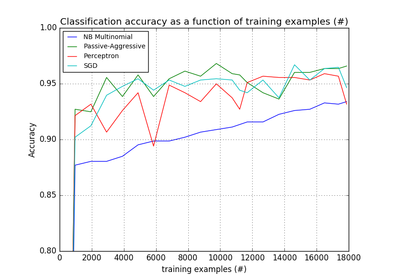 Classification accuracy as a function of training examples (#)
1.00
NB Multinomial
Passive-Aggressive
Perceptron
SGD
0.95
Accuracy
0.90
0.85
0.80
0 2000 4000 6000 8000 10000 12000 14000 16000 18000
training examples (#)